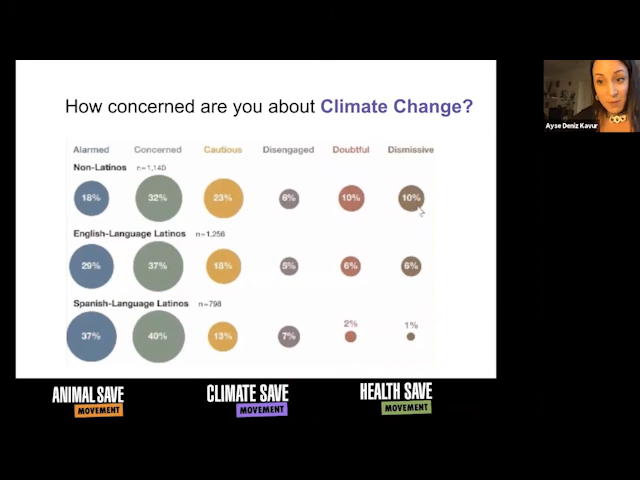 How concerned are you about Climate Change?
Alarmed Concerned Cautious Disengaged Doubtful Dismissive
Non-Latinos n=1,140
18% 32% 23% 6% 10% 10%
English-Language Latinos n=1,256
29% 37% 18% 5% 6% 6%
Spanish-Language Latinos n=798
37% 40% 13% 7% 2% 1%
Ayse Deniz Kavur
ANIMAL SAVE
MOVEMENT
CLIMATE SAVE
MOVEMENT
HEALTH SAVE
MOVEMENT